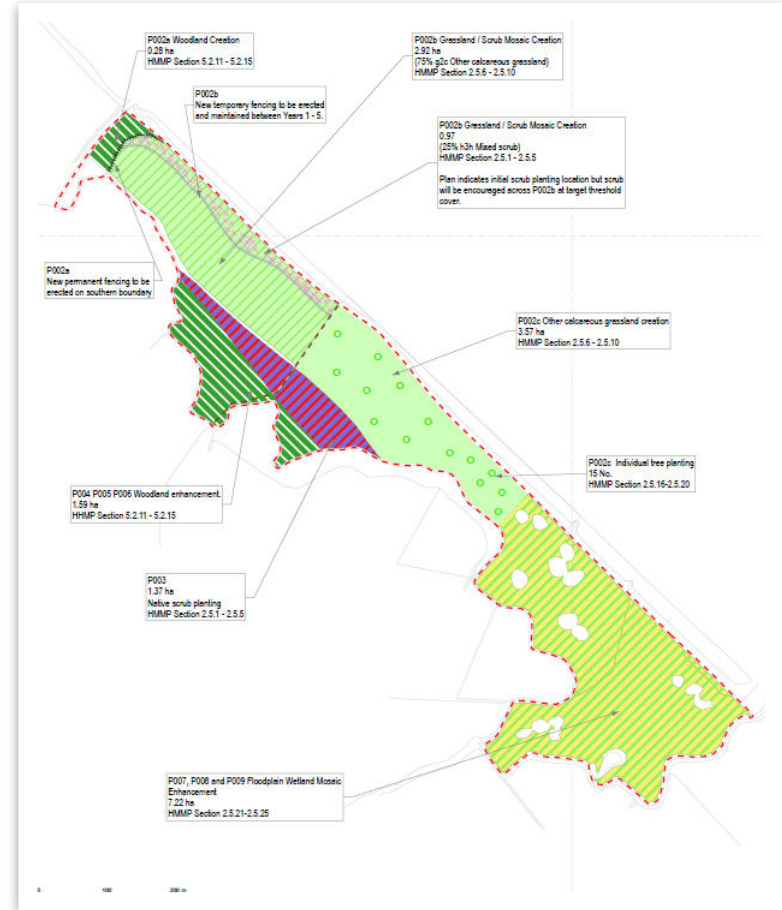 P002a Woodland Creation
0.28 ha
HMMP Section 5.2.11 - 5.2.15
P002b Grassland / Scrub Mosaic Creation
2.92 ha
(75% g2c Other calcareous grassland)
HMMP Section 2.5.6 - 2.5.10
P002b
New temporary fencing to be erected
and maintained between Years 1 - 5.
P002b Grassland / Scrub Mosaic Creation
0.97
(25% h3h Mixed scrub)
HMMP Section 2.5.1 - 2.5.5
Plan indicates initial scrub planting location but scrub
will be encouraged across P002b at target threshold
cover.
P002a
New permanent fencing to be
erected on southern boundary
P002c Other calcareous grassland creation
3.57 ha
HMMP Section 2.5.6 - 2.5.10
P002c Individual tree planting
15 No.
HMMP Section 2.5.16-2.5.20
P004 P005 P006 Woodland enhancement.
1.59 ha
HHMP Section 5.2.11 - 5.2.15
P003
1.37 ha
Native scrub planting
HMMP Section 2.5.1 - 2.5.5
P007, P008 and P009 Floodplain Wetland Mosaic
Enhancement
7.22 ha
HMMP Section 2.5.21-2.5.25
0 100 200 m